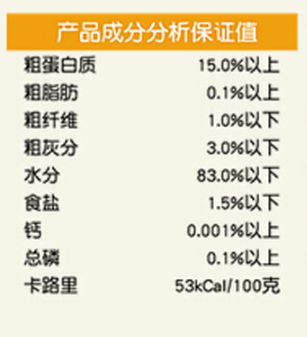 产品成分分析保证值
粗蛋白质 15.0%以上
粗脂肪 0.1%以上
粗纤维 1.0%以下
粗灰分 3.0%以下
水分 83.0%以下
食盐 1.5%以下
钙 0.001%以上
总磷 0.1%以上
卡路里 53kCal/100克